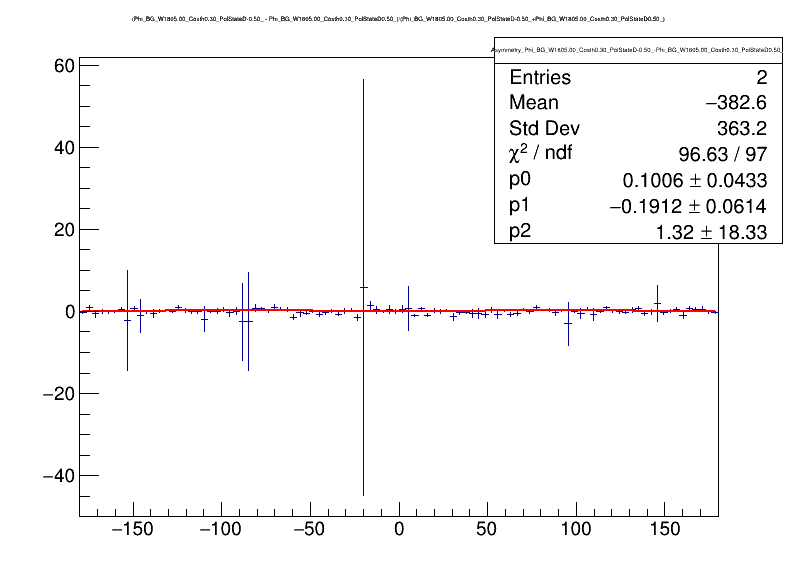 (Phi_BG_W1805.00_Costh0.30_PolStateD-0.50_ - Phi_BG_W1805.00_Costh0.30_PolStateD0.50_)/(Phi_BG_W1805.00_Costh0.30_PolStateD-0.50_+Phi_BG_W1805.00_Costh0.30_PolStateD0.50_)
Asymmetry_Phi_BG_W1805.00_Costh0.30_PolStateD-0.50_-Phi_BG_W1805.00_Costh0.30_PolStateD0.50_
Entries 2
Mean −382.6
Std Dev 363.2
χ² / ndf 96.63 / 97
p0 0.1006 ± 0.0433
p1 −0.1912 ± 0.0614
p2 1.32 ± 18.33
60
40
20
0
−20
−40
−150 −100 −50 0 50 100 150